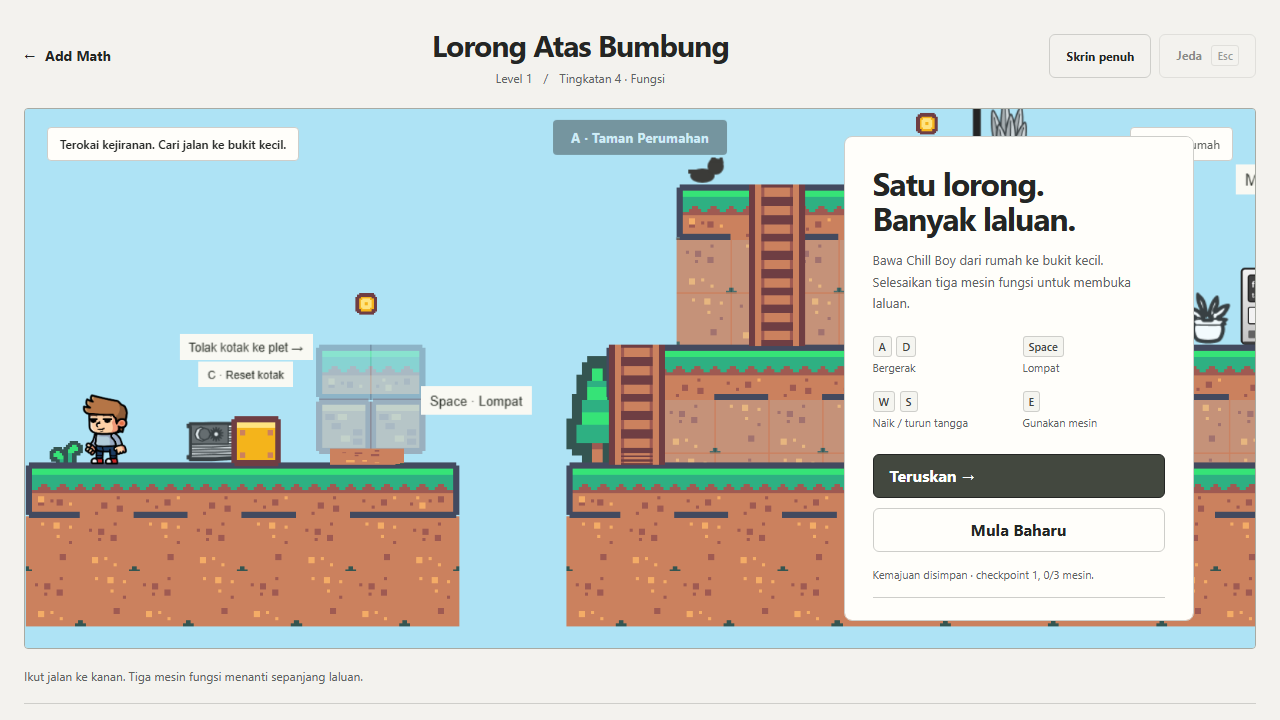 ← Add Math
Lorong Atas Bumbung
Level 1 / Tingkatan 4 · Fungsi
Skrin penuh
Jeda Esc
Terokai kejiranan. Cari jalan ke bukit kecil.
A · Taman Perumahan
umah
M
Satu lorong.
Banyak laluan.
Bawa Chill Boy dari rumah ke bukit kecil.
Selesaikan tiga mesin fungsi untuk membuka
laluan.
A D
Bergerak
Space
Lompat
W S
Naik / turun tangga
E
Gunakan mesin
Teruskan →
Mula Baharu
Kemajuan disimpan · checkpoint 1, 0/3 mesin.
Tolak kotak ke plet →
C · Reset kotak
Space · Lompat
Ikut jalan ke kanan. Tiga mesin fungsi menanti sepanjang laluan.